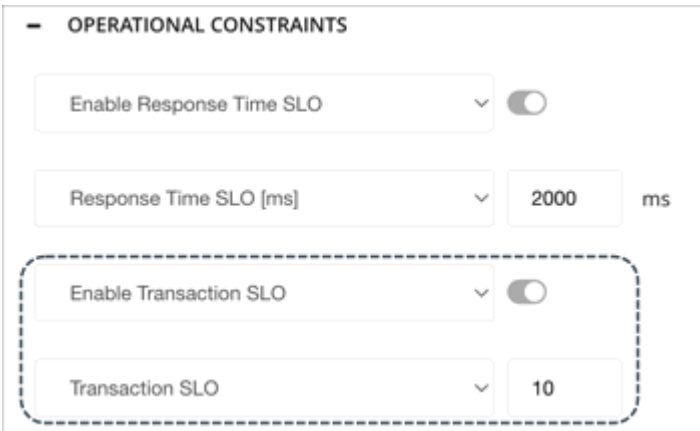 OPERATIONAL CONSTRAINTS
Enable Response Time SLO
Response Time SLO [ms] 2000 ms
Enable Transaction SLO
Transaction SLO 10